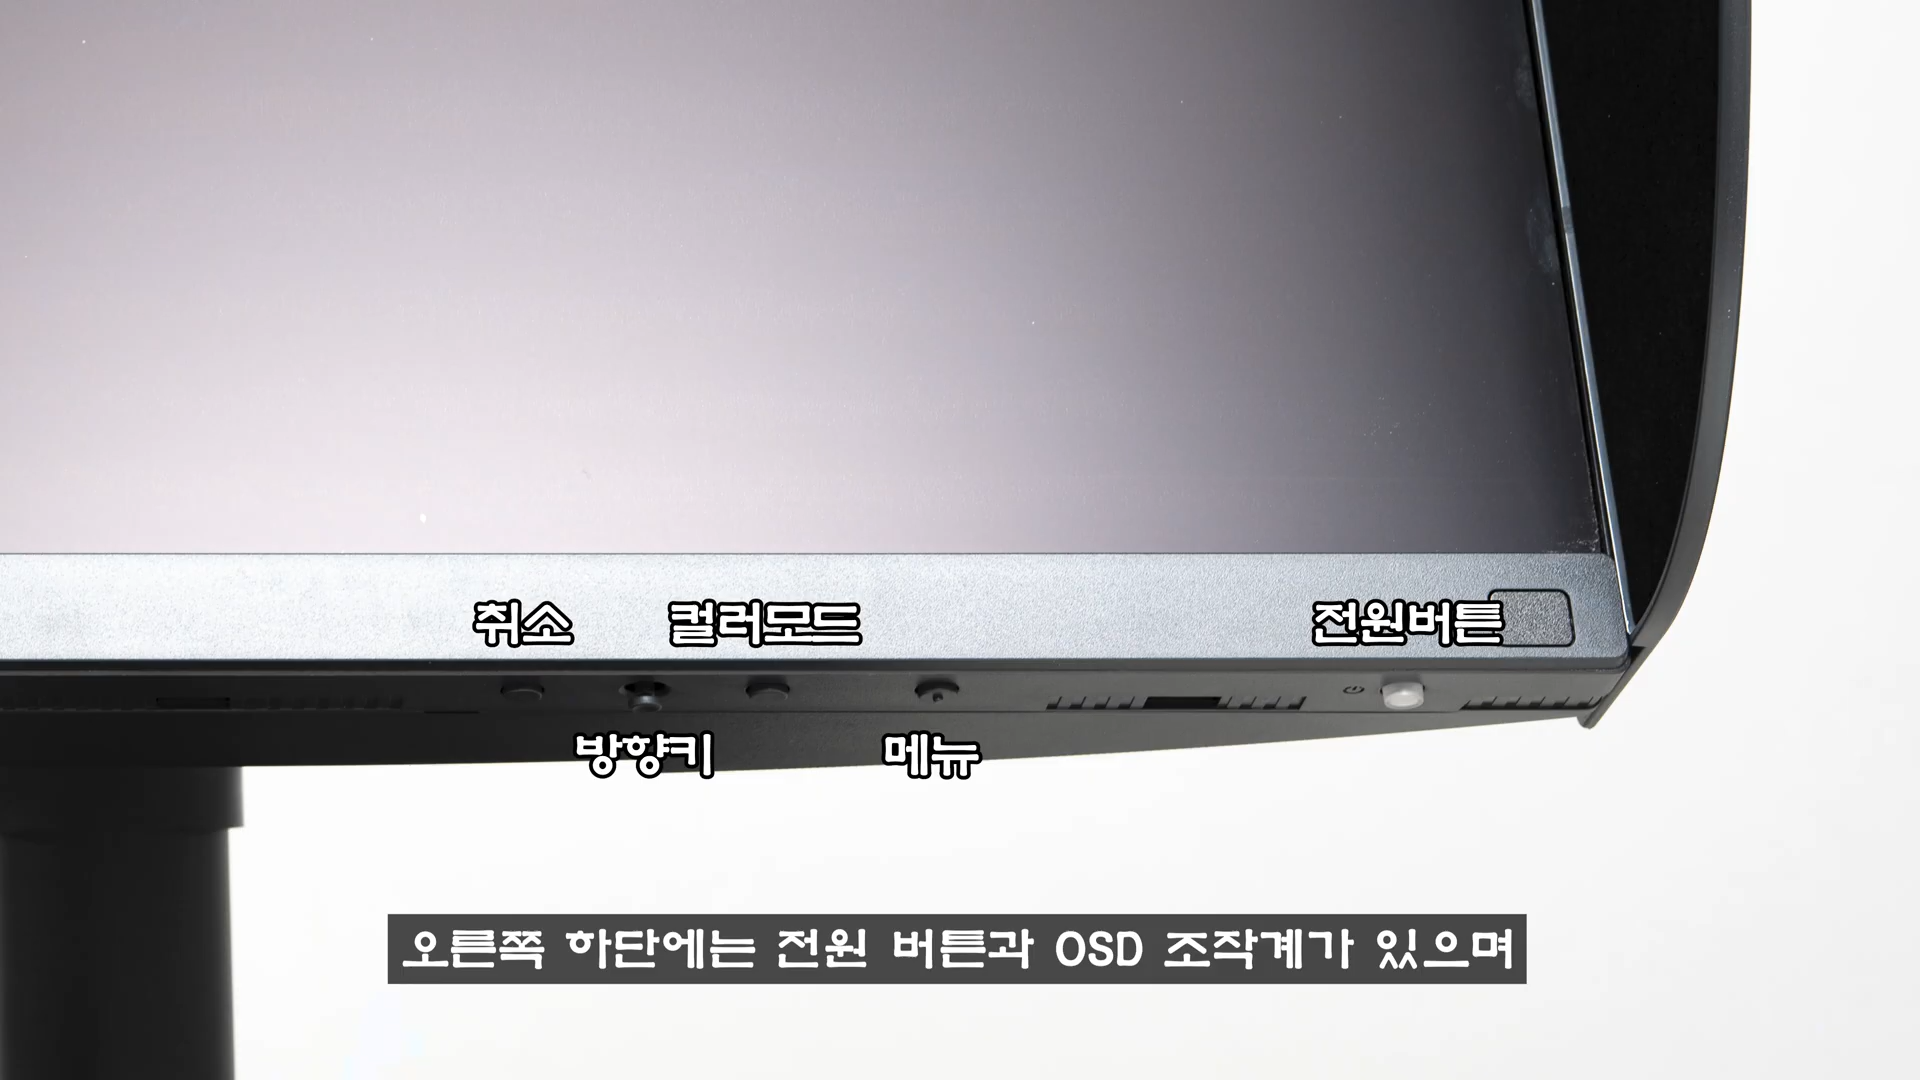 취소
컬러모드
전원버튼
방향키
메뉴
오른쪽 하단에는 전원 버튼과 OSD 조작계가 있으며